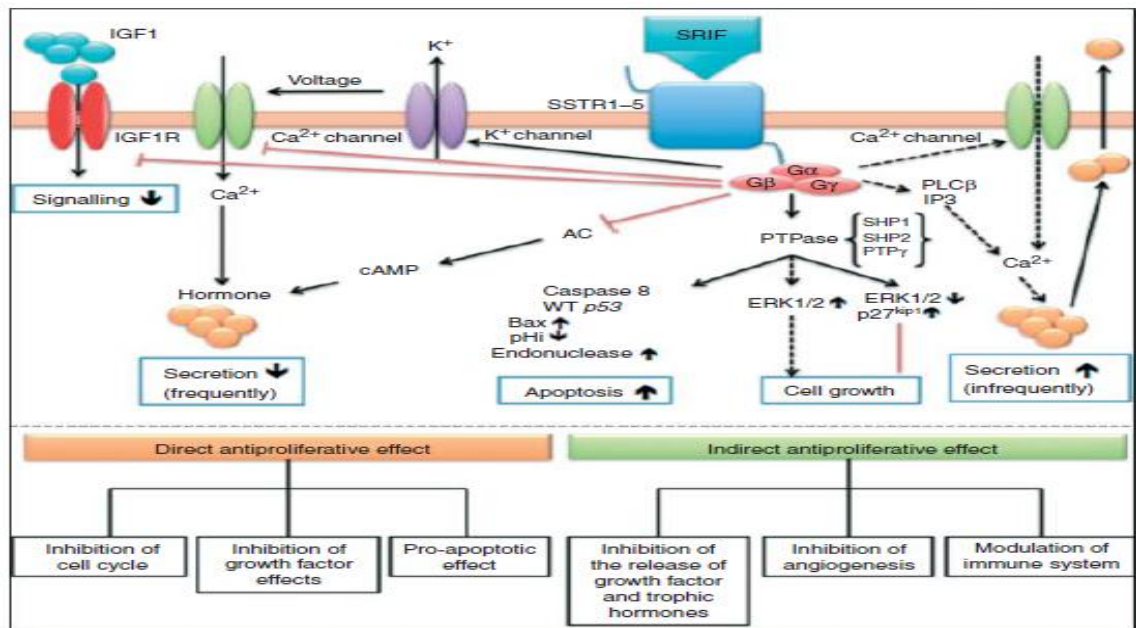 IGF1
K+
SRIF
Voltage
SSTR1–5
IGF1R
Ca2+ channel
K+ channel
Ca2+ channel
Gα
Gβ
Gγ
Signalling
Ca2+
PLCβ
IP3
AC
PTPase
SHP1
SHP2
PTPγ
Ca2+
cAMP
Hormone
Caspase 8
WT p53
Bax
pHi
Endonuclease
ERK1/2
ERK1/2
p27kip1
Secretion
(frequently)
Apoptosis
Cell growth
Secretion
(infrequently)
Direct antiproliferative effect
Indirect antiproliferative effect
Inhibition of
cell cycle
Inhibition of
growth factor
effects
Pro-apoptotic
effect
Inhibition of
the release of
growth factor
and trophic
hormones
Inhibition of
angiogenesis
Modulation of
immune system